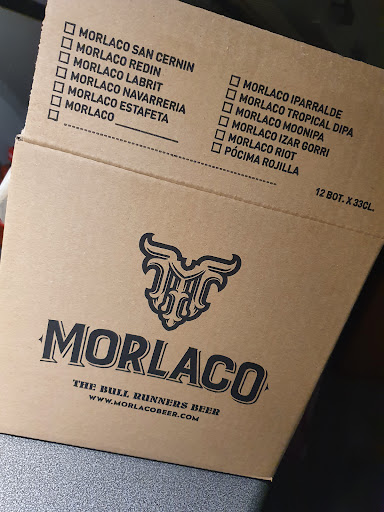 MORLACO SAN CERNIN
MORLACO REDIN
MORLACO LABRIT
MORLACO NAVARRERIA
MORLACO ESTAFETA
MORLACO
MORLACO IPARRALDE
MORLACO TROPICAL DIPA
MORLACO MOONIPA
MORLACO IZAR GORRI
MORLACO RIOT
PÓCIMA ROJILLA
12 BOT. X 33CL.
MORLACO
THE BULL RUNNERS BEER
WWW.MORLACOBEER.COM